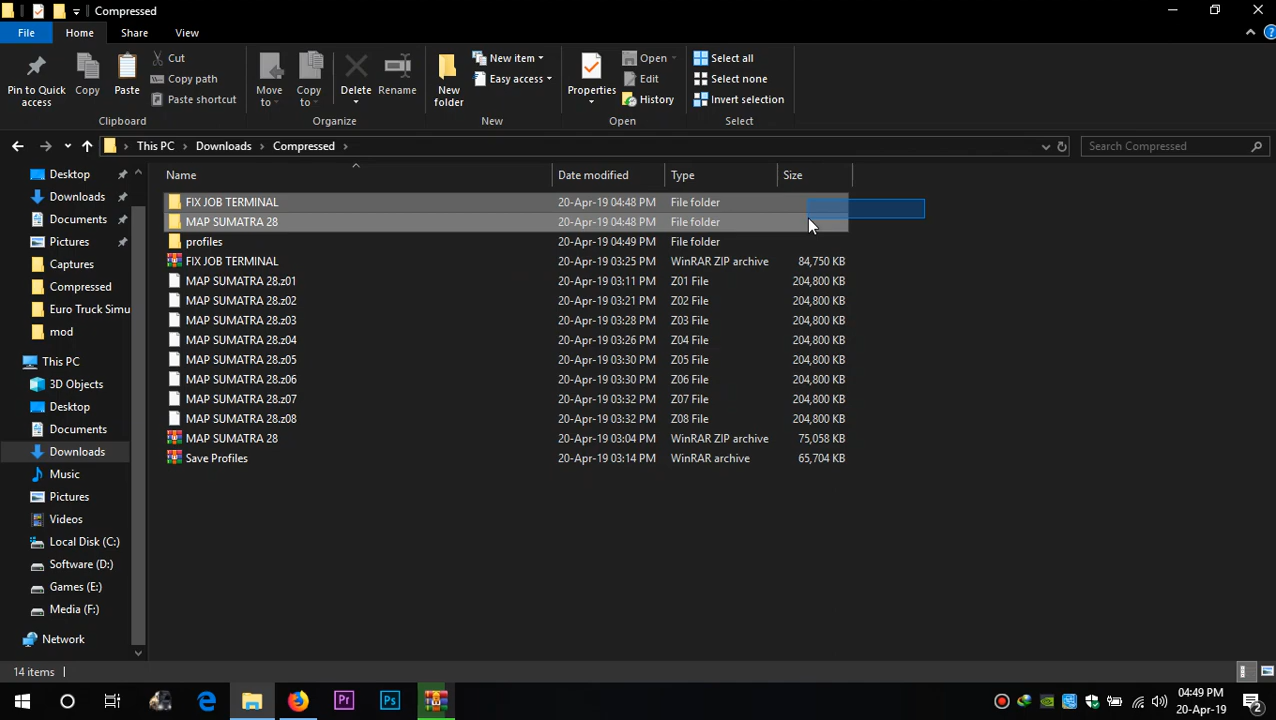 Compressed
File Home Share View
Pin to Quick access
Copy
Paste
Cut
Copy path
Paste shortcut
Clipboard
Move to
Copy to
Delete
Rename
Organize
New folder
New item
Easy access
New
Properties
Open
Edit
History
Open
Select all
Select none
Invert selection
Select
This PC > Downloads > Compressed >
Search Compressed
Desktop
Downloads
Documents
Pictures
Captures
Compressed
Euro Truck Simu
mod
This PC
3D Objects
Desktop
Documents
Downloads
Music
Pictures
Videos
Local Disk (C:)
Software (D:)
Games (E:)
Media (F:)
Network
Name Date modified Type Size
FIX JOB TERMINAL 20-Apr-19 04:48 PM File folder
MAP SUMATRA 28 20-Apr-19 04:48 PM File folder
profiles 20-Apr-19 04:49 PM File folder
FIX JOB TERMINAL 20-Apr-19 03:25 PM WinRAR ZIP archive 84,750 KB
MAP SUMATRA 28.z01 20-Apr-19 03:11 PM Z01 File 204,800 KB
MAP SUMATRA 28.z02 20-Apr-19 03:21 PM Z02 File 204,800 KB
MAP SUMATRA 28.z03 20-Apr-19 03:28 PM Z03 File 204,800 KB
MAP SUMATRA 28.z04 20-Apr-19 03:26 PM Z04 File 204,800 KB
MAP SUMATRA 28.z05 20-Apr-19 03:30 PM Z05 File 204,800 KB
MAP SUMATRA 28.z06 20-Apr-19 03:30 PM Z06 File 204,800 KB
MAP SUMATRA 28.z07 20-Apr-19 03:32 PM Z07 File 204,800 KB
MAP SUMATRA 28.z08 20-Apr-19 03:32 PM Z08 File 204,800 KB
MAP SUMATRA 28 20-Apr-19 03:04 PM WinRAR ZIP archive 75,058 KB
Save Profiles 20-Apr-19 03:14 PM WinRAR archive 65,704 KB
14 items
Pr
Ps
04:49 PM
20-Apr-19
2